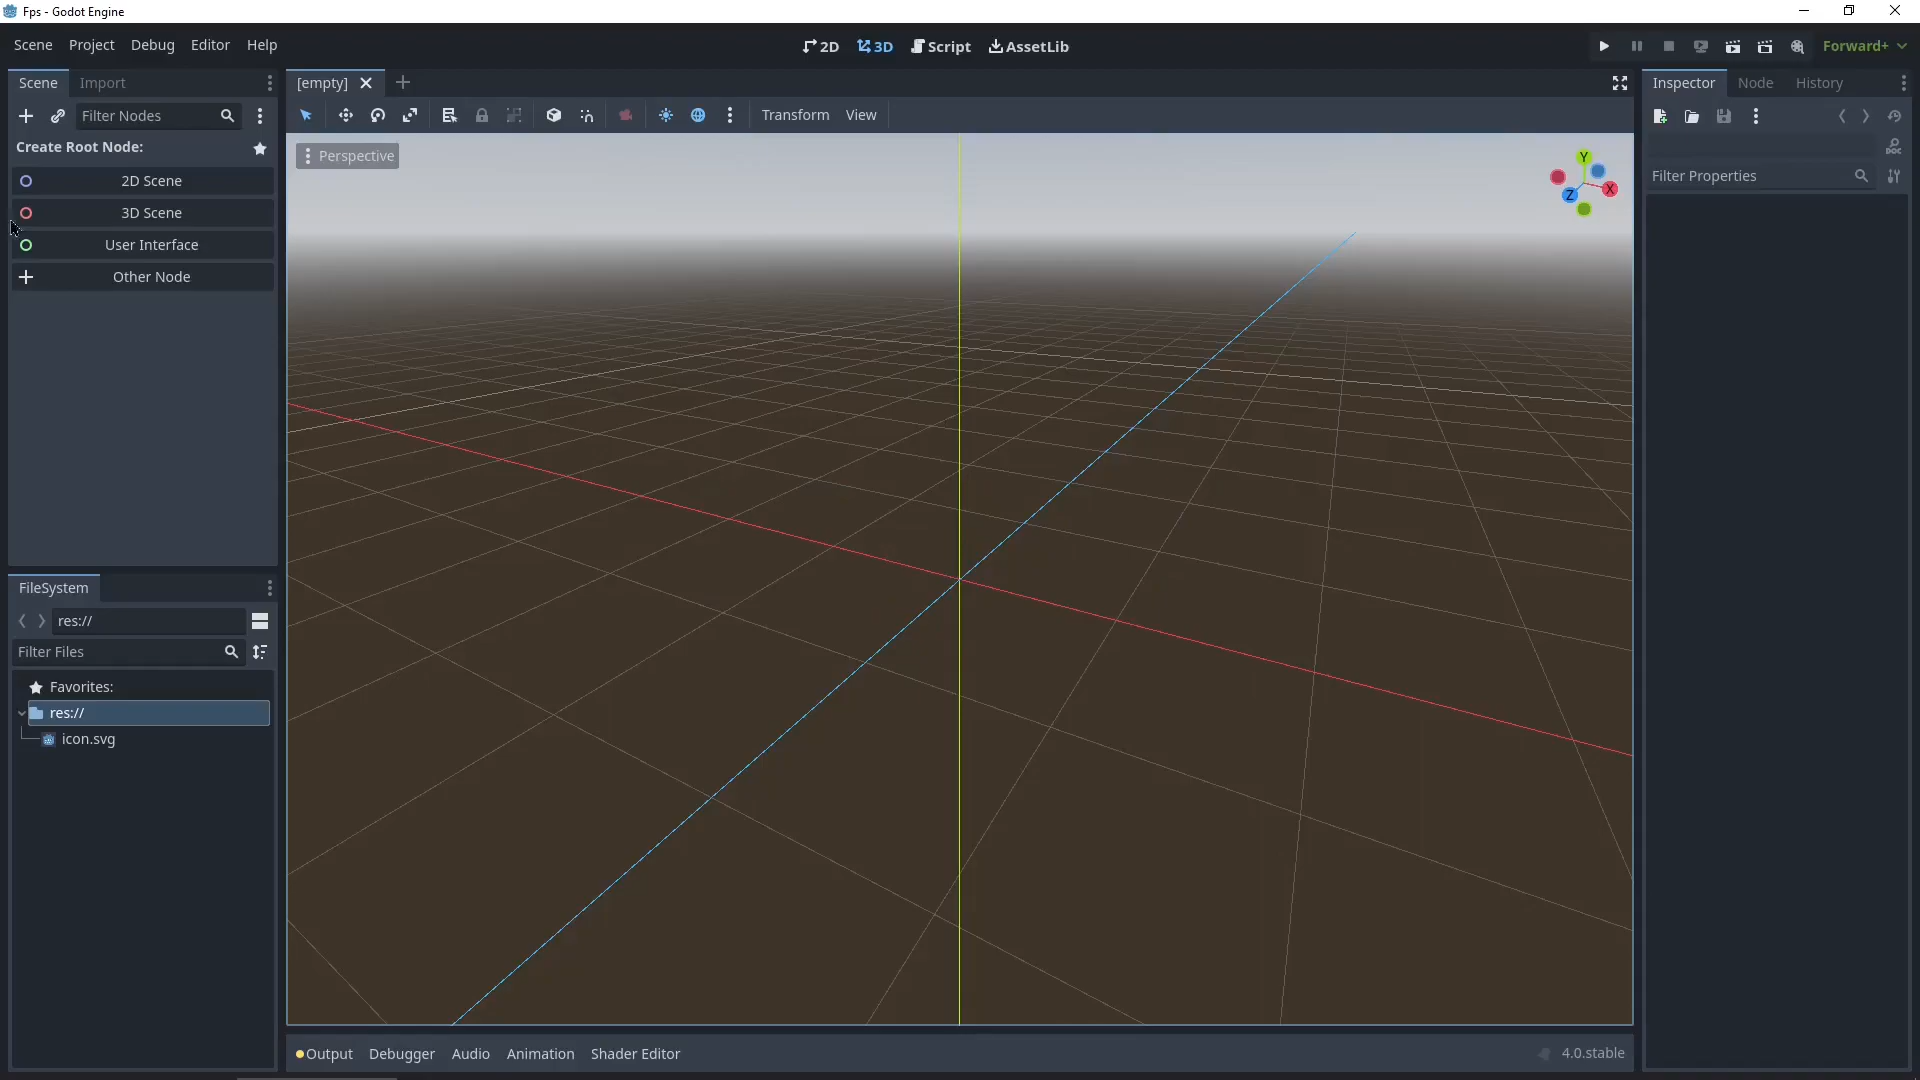 Fps - Godot Engine
Scene Project Debug Editor Help
2D 3D Script AssetLib
Forward+
Scene Import
Filter Nodes
Create Root Node:
2D Scene
3D Scene
User Interface
Other Node
FileSystem
res://
Filter Files
Favorites:
res://
icon.svg
[empty]
Transform View
Perspective
Y
X
Z
Output Debugger Audio Animation Shader Editor
4.0.stable
Inspector Node History
DOC
Filter Properties